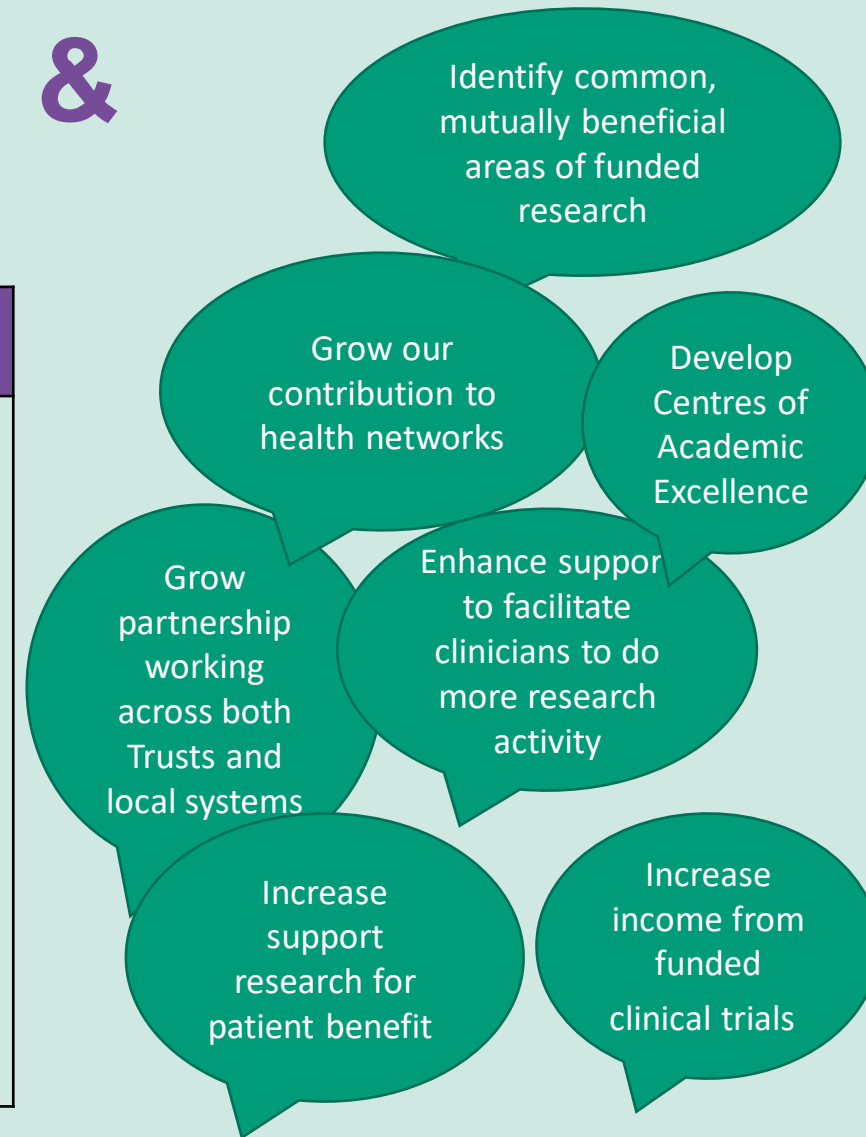 &
Identify common,
mutually beneficial
areas of funded
research
Grow our
contribution to
health networks
Develop
Centres of
Academic
Excellence
Grow
partnership
working
across both
Trusts and
local systems
Enhance suppor
to facilitate
clinicians to do
more research
activity
Increase
support
research for
patient benefit
Increase
income from
funded
clinical trials